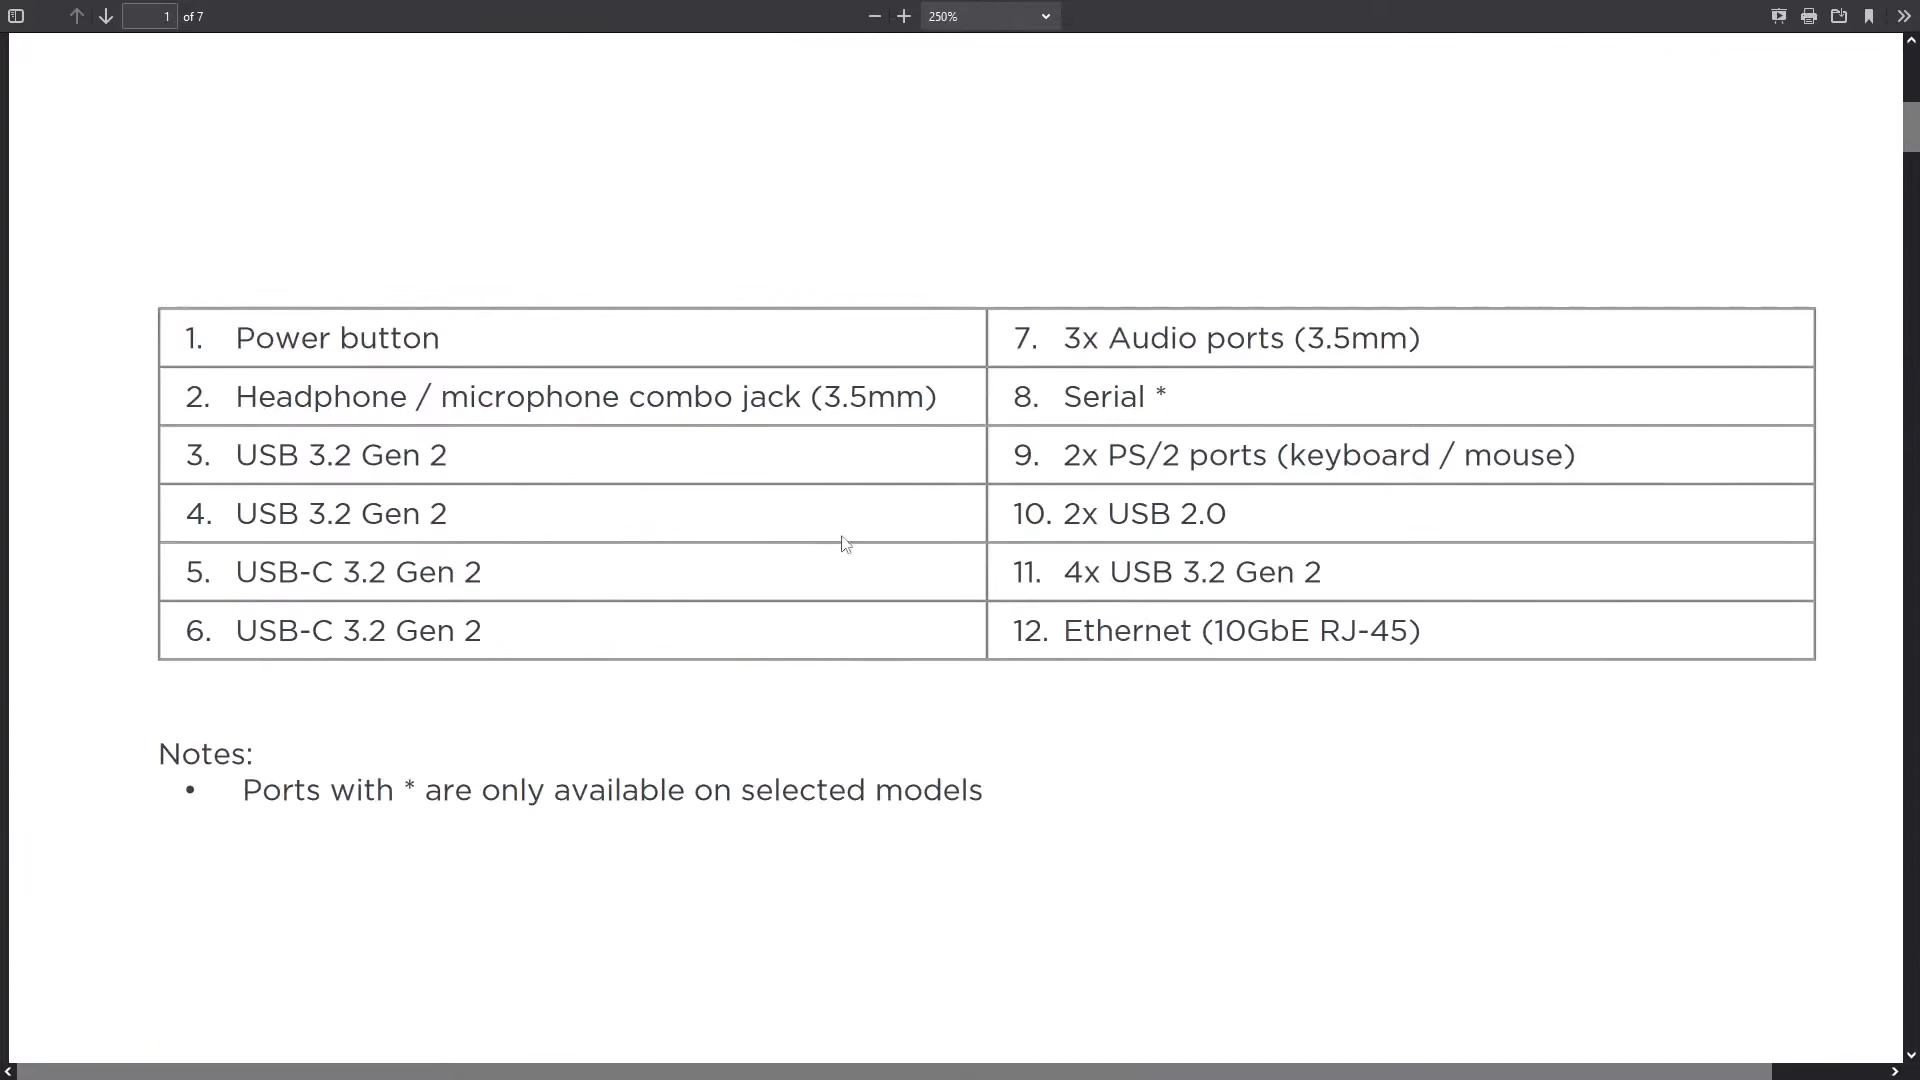 1 of 7
250%
1. Power button
2. Headphone / microphone combo jack (3.5mm)
3. USB 3.2 Gen 2
4. USB 3.2 Gen 2
5. USB-C 3.2 Gen 2
6. USB-C 3.2 Gen 2
7. 3x Audio ports (3.5mm)
8. Serial *
9. 2x PS/2 ports (keyboard / mouse)
10. 2x USB 2.0
11. 4x USB 3.2 Gen 2
12. Ethernet (10GbE RJ-45)
Notes:
• Ports with * are only available on selected models